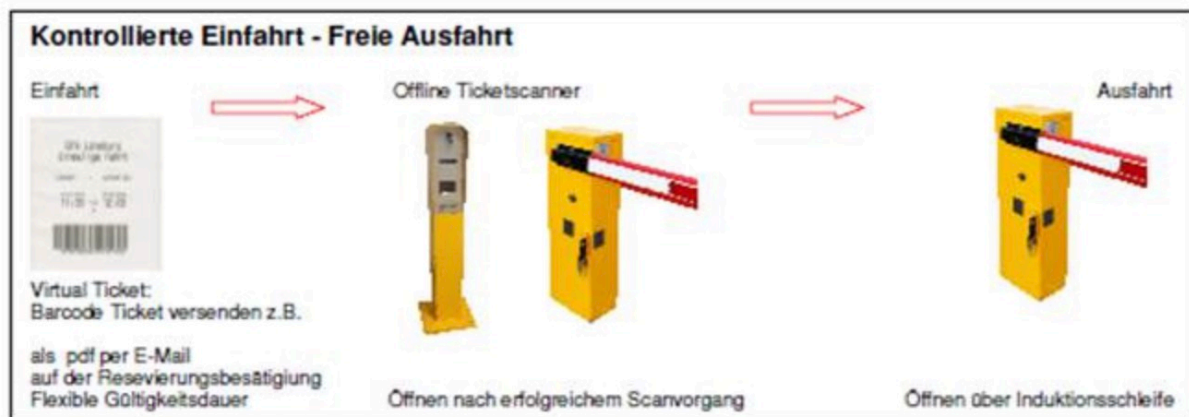 Kontrollierte Einfahrt - Freie Ausfahrt
Einfahrt
Offline Ticketscanner
Ausfahrt
Virtual Ticket:
Barcode Ticket versenden z.B.
als pdf per E-Mail
auf der Resevierungsbesätigiung
Flexible Gültigkeitsdauer
Öffnen nach erfolgreichem Scanvorgang
Öffnen über Induktionsschleife